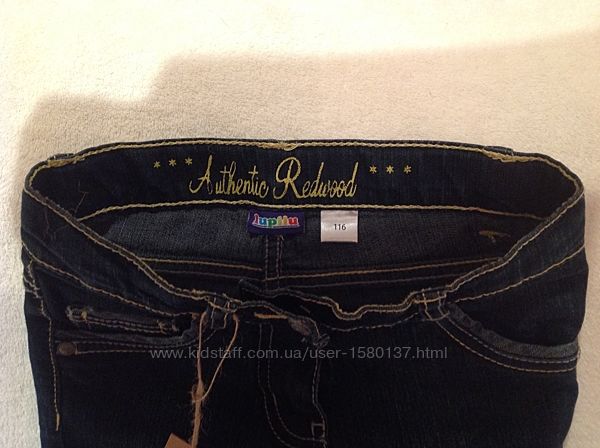 *** Authentic Redwood ***
lupilu
116
www.kidstaff.com.ua/user-1580137.html